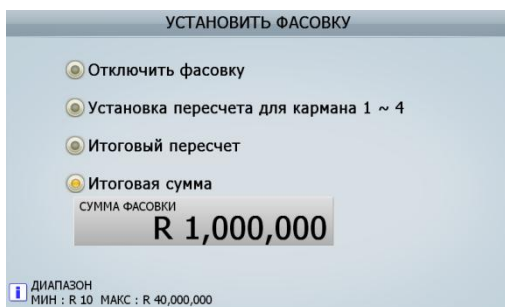 УСТАНОВИТЬ ФАСОВКУ
Отключить фасовку
Установка пересчета для кармана 1 ~ 4
Итоговый пересчет
Итоговая сумма
СУММА ФАСОВКИ
R 1,000,000
ДИАПАЗОН
МИН : R 10 МАКС : R 40,000,000